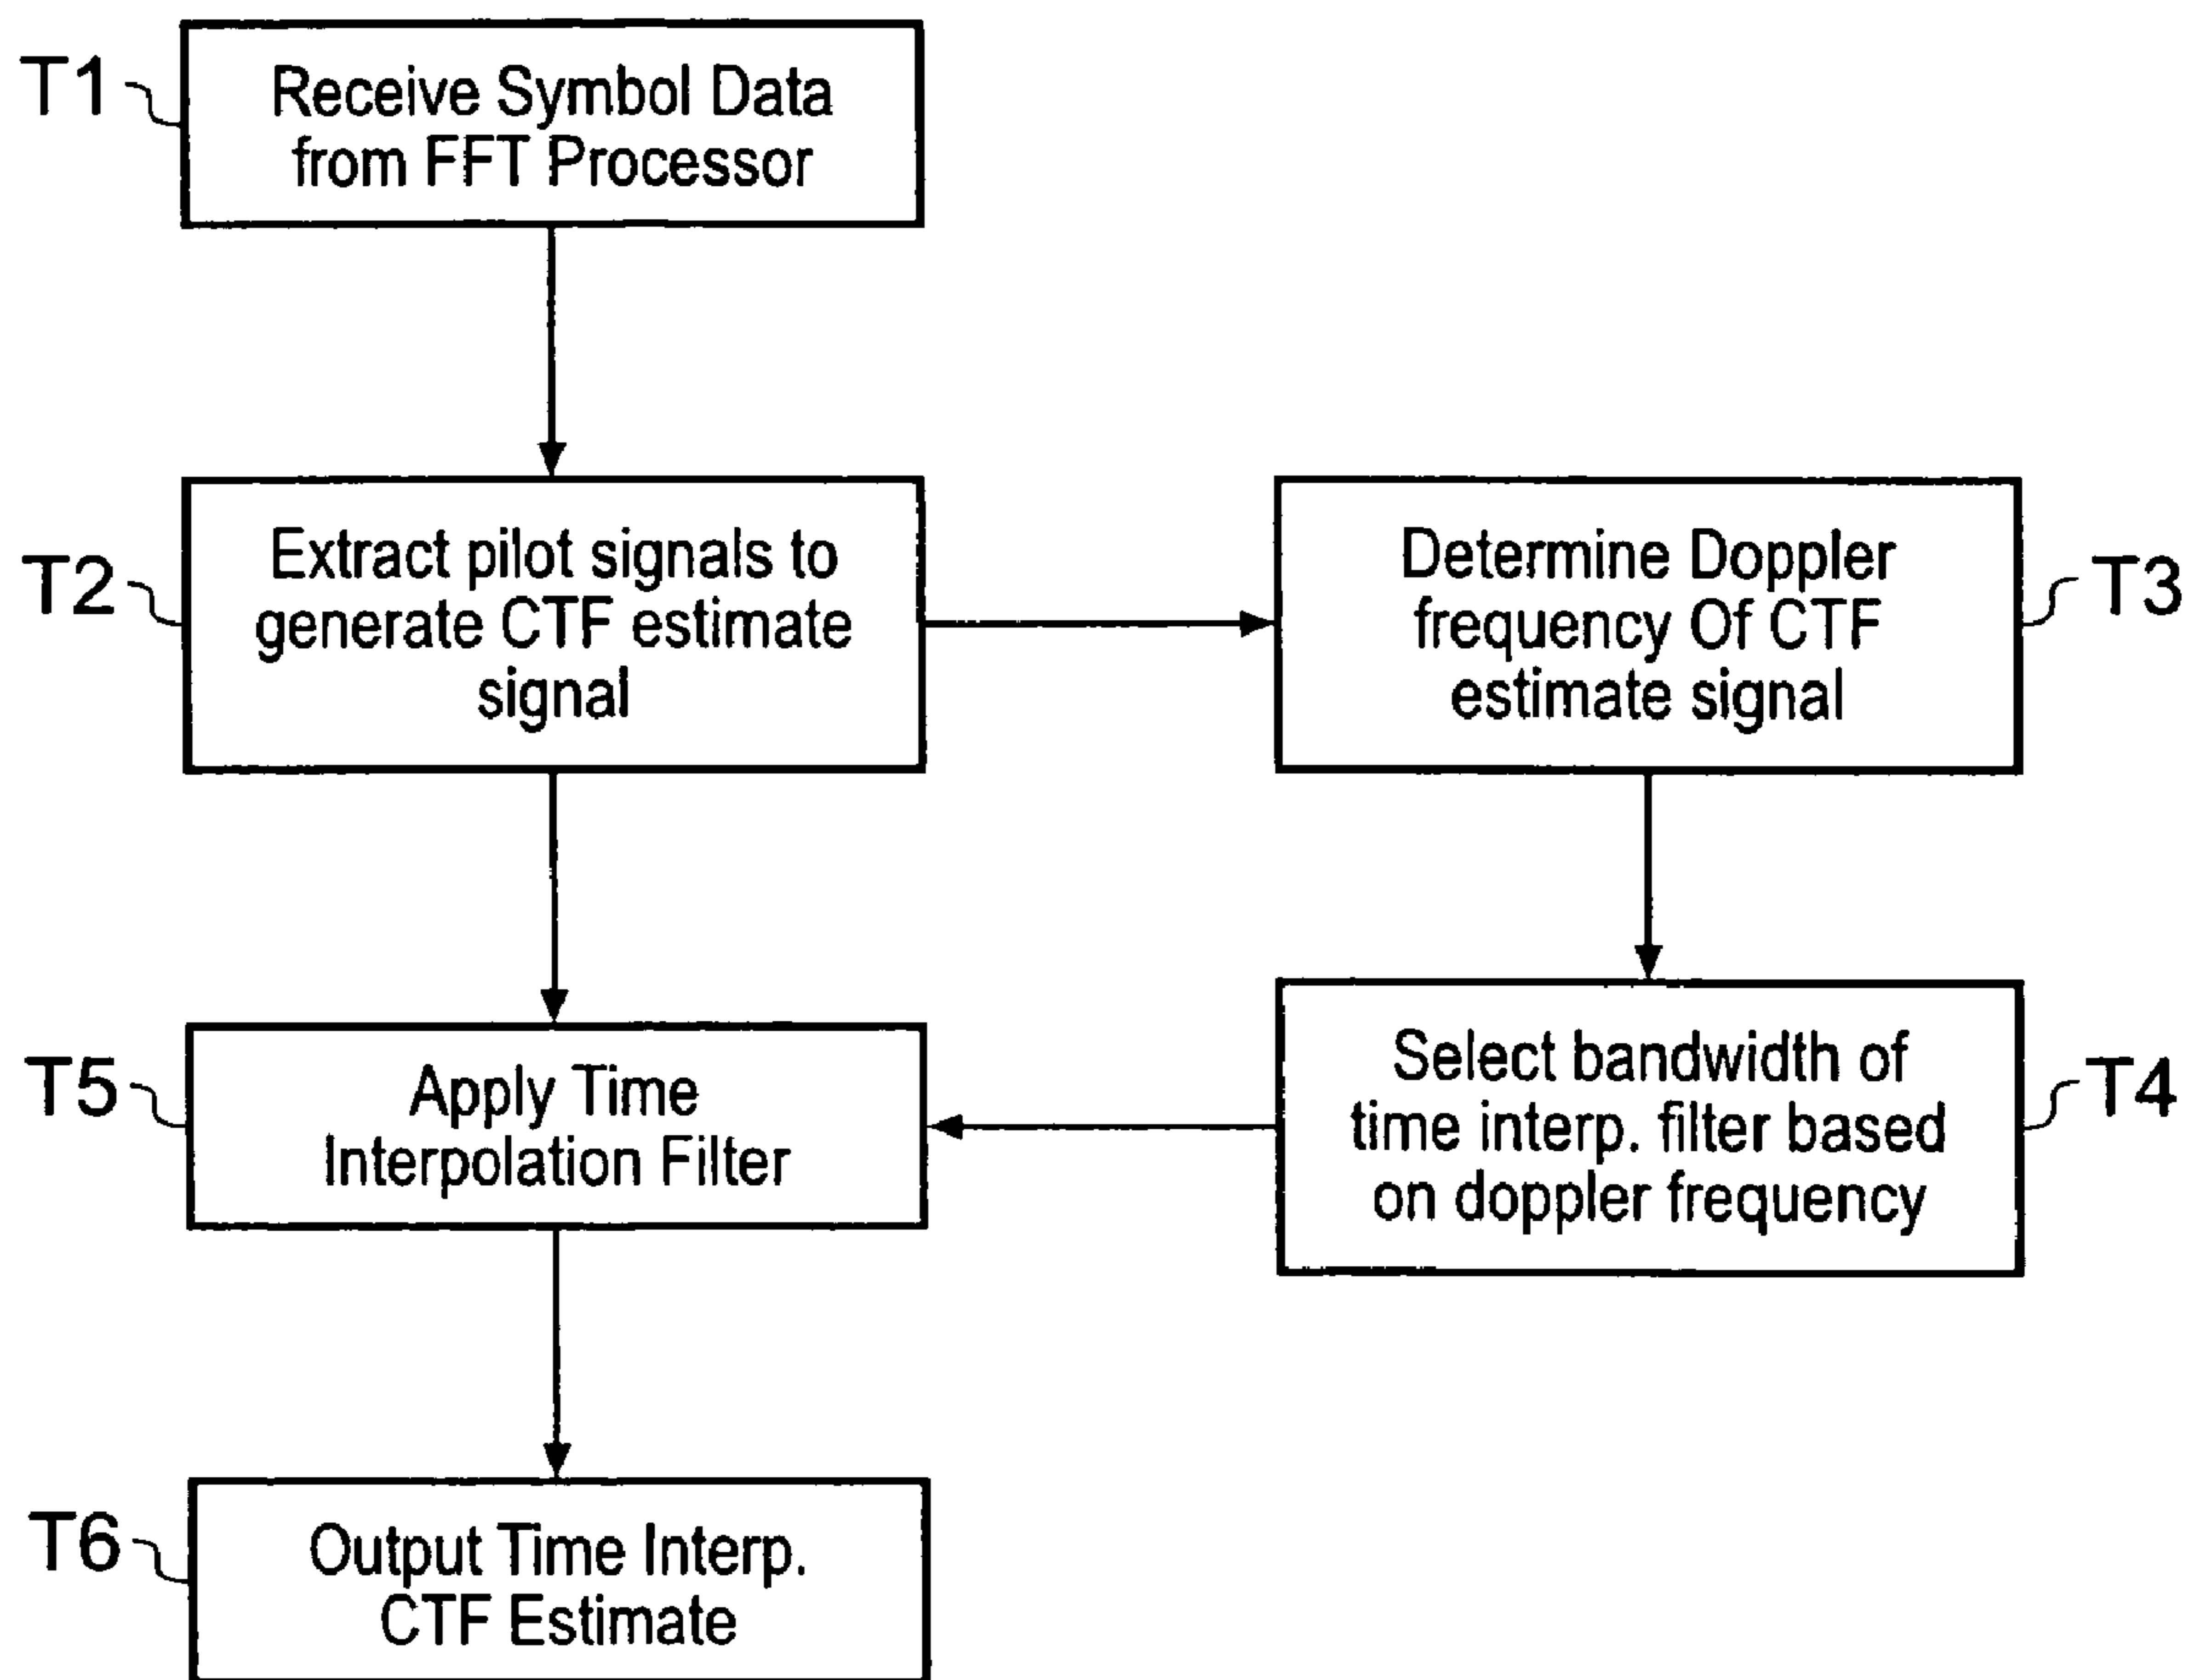 T1
Receive Symbol Data
from FFT Processor
T2
Extract pilot signals to
generate CTF estimate
signal
Determine Doppler
frequency Of CTF
estimate signal
T3
T5
Apply Time
Interpolation Filter
Select bandwidth of
time interp. filter based
on doppler frequency
T4
T6
Output Time Interp.
CTF Estimate